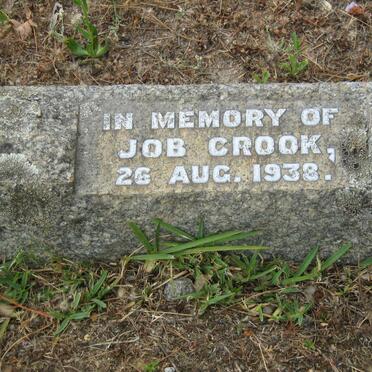 IN MEMORY OF
JOB CROOK,
26 AUG. 1938.